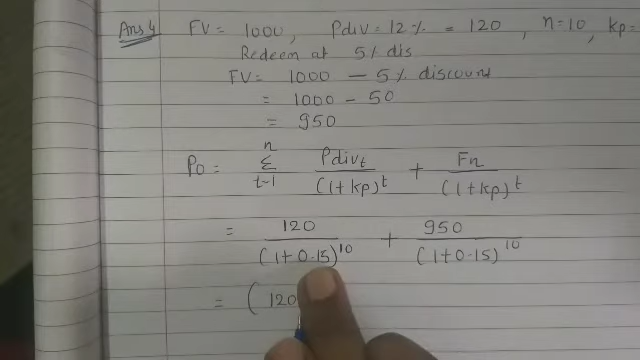 Ans 4 FV = 1000, Pdiv = 12% = 120, n=10, kp=
Redeem at 5% dis
FV = 1000 - 5% discount
= 1000 - 50
= 950
P0 = n Σ t-1 Pdivt / (1+kp)^t + Fn / (1+kp)^t
= 120 / (1+0.15)^10 + 950 / (1+0.15)^10
= ( 120